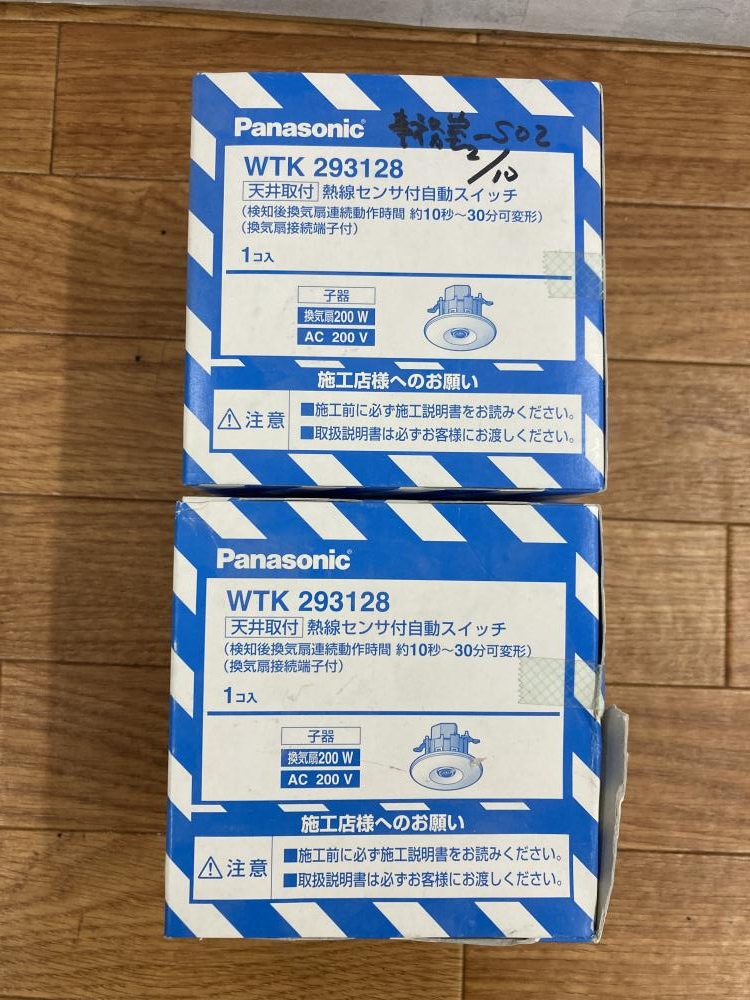 Panasonic
-502
2/10
WTK 293128
天井取付 熱線センサ付自動スイッチ
(検知後換気扇連続動作時間 約10秒～30分可変形)
(換気扇接続端子付)
1コ入
子器
換気扇200 W
AC 200 V
施工店様へのお願い
注意
■施工前に必ず施工説明書をお読みください。
■取扱説明書は必ずお客様にお渡しください。
Panasonic
WTK 293128
天井取付 熱線センサ付自動スイッチ
(検知後換気扇連続動作時間 約10秒～30分可変形)
(換気扇接続端子付)
1コ入
子器
換気扇200 W
AC 200 V
施工店様へのお願い
注意
■施工前に必ず施工説明書をお読みください。
■取扱説明書は必ずお客様にお渡しください。